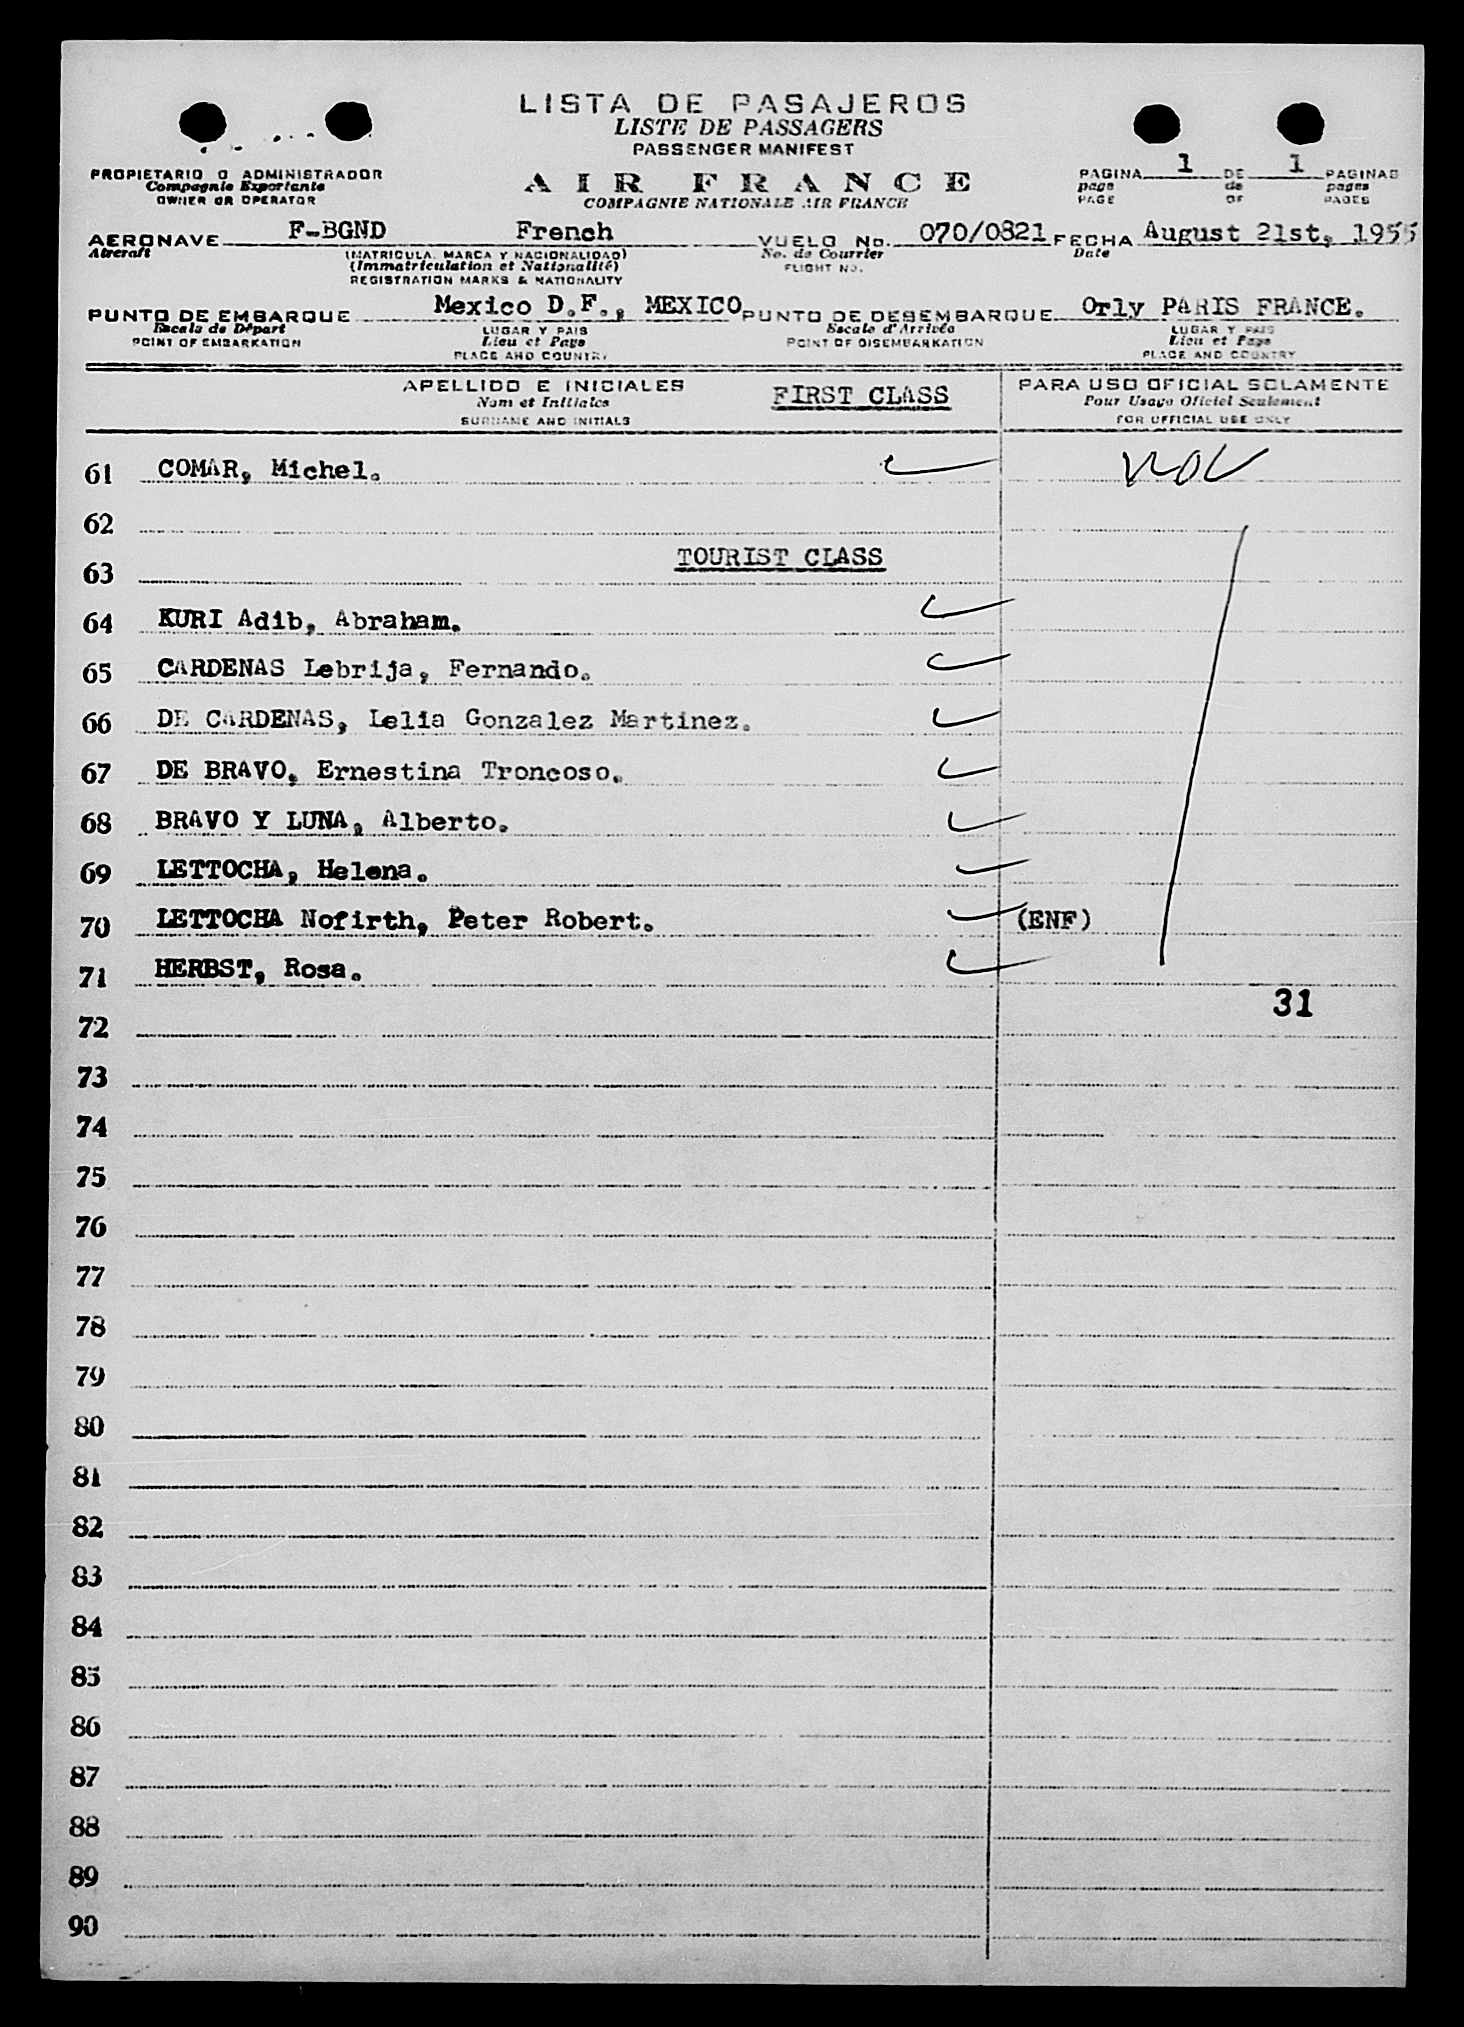 LISTA DE PASAJEROS
LISTE DE PASSAGERS
PASSENGER MANIFEST
PROPIETARIO O ADMINISTRADOR
Compagnie Exportante
OWNER OR OPERATOR
AIR FRANCE
COMPAGNIE NATIONALE AIR FRANCE
PAGINA 1 DE 1 PAGINAS
page de pages
PAGE OF PAGES
AERONAVE F-BGND French VUELO No. 070/0821 FECHA August 21st, 1955
Aircraft (MATRICULA, MARCA Y NACIONALIDAD) No. de Courrier Date
(Immatriculation et Nationalité) FLIGHT NO.
REGISTRATION MARKS & NATIONALITY
PUNTO DE EMBARQUE Mexico D.F., MEXICO PUNTO DE DESEMBARQUE Orly PARIS FRANCE.
Escale de Départ LUGAR Y PAIS Escale d'Arrivée LUGAR Y PAIS
POINT OF EMBARKATION Lieu et Pays POINT OF DISEMBARKATION Lieu et Pays
PLACE AND COUNTRY PLACE AND COUNTRY
APELLIDO E INICIALES FIRST CLASS PARA USO OFICIAL SOLAMENTE
Nom et Initiales Pour Usage Oficiel Seulement
SURNAME AND INITIALS FOR OFFICIAL USE ONLY
61 COMAR, Michel.
62
63 TOURIST CLASS
64 KURI Adib, Abraham.
65 CARDENAS Lebrija, Fernando.
66 DE CARDENAS, Lelia Gonzalez Martinez.
67 DE BRAVO, Ernestina Troncoso.
68 BRAVO Y LUNA, Alberto.
69 LETTOCHA, Helena.
70 LETTOCHA Nofirth, Peter Robert. (ENF)
71 HERBST, Rosa.
31
72
73
74
75
76
77
78
79
80
81
82
83
84
85
86
87
88
89
90